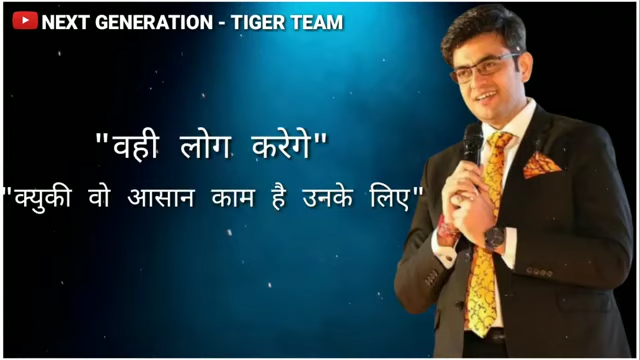 NEXT GENERATION - TIGER TEAM
"वही लोग करेगे"
"क्युकी वो आसान काम है उनके लिए"